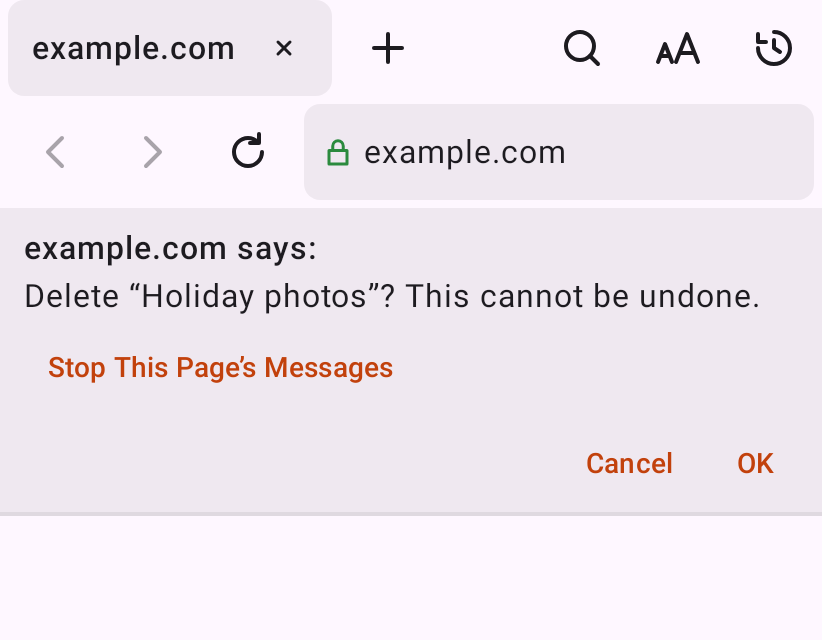 example.com
AA
example.com
example.com says:
Delete “Holiday photos”? This cannot be undone.
Stop This Page’s Messages
Cancel OK